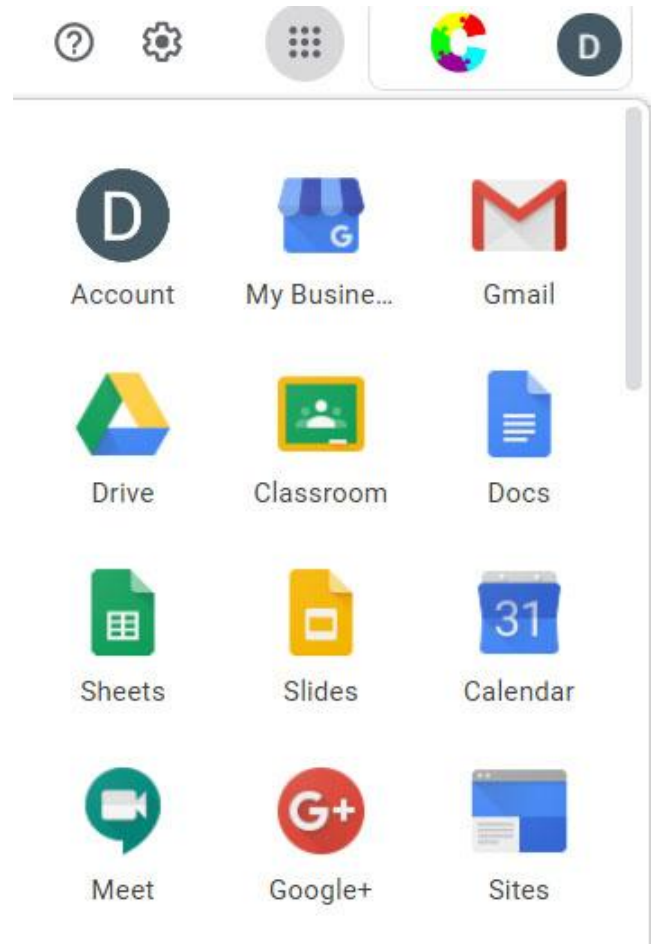 D
D
Account My Busine... Gmail
G
Drive Classroom Docs
31
Sheets Slides Calendar
G+
Meet Google+ Sites